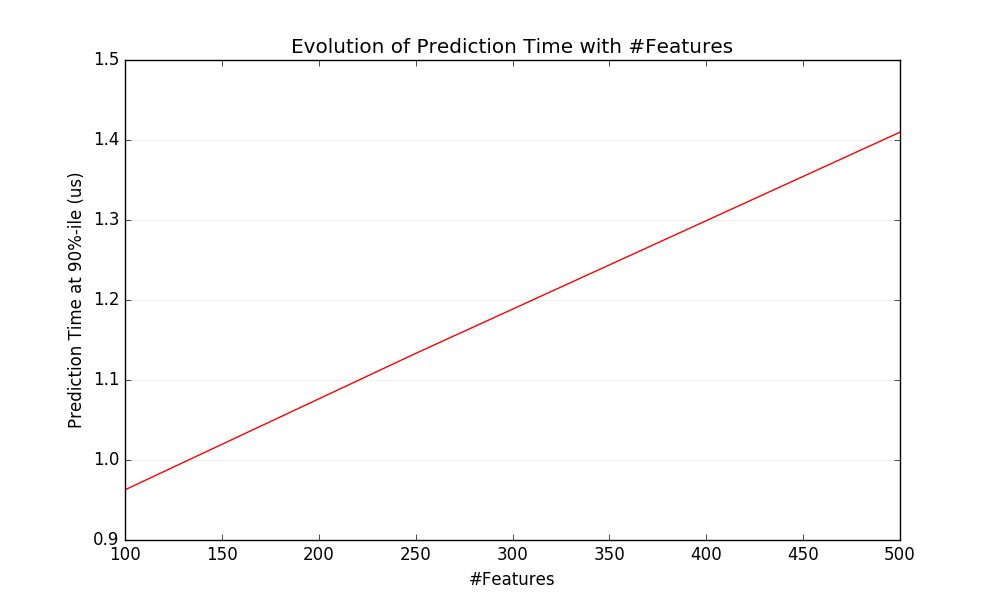 Evolution of Prediction Time with #Features
Prediction Time at 90%-ile (us)
1.5
1.4
1.3
1.2
1.1
1.0
0.9
100 150 200 250 300 350 400 450 500
#Features